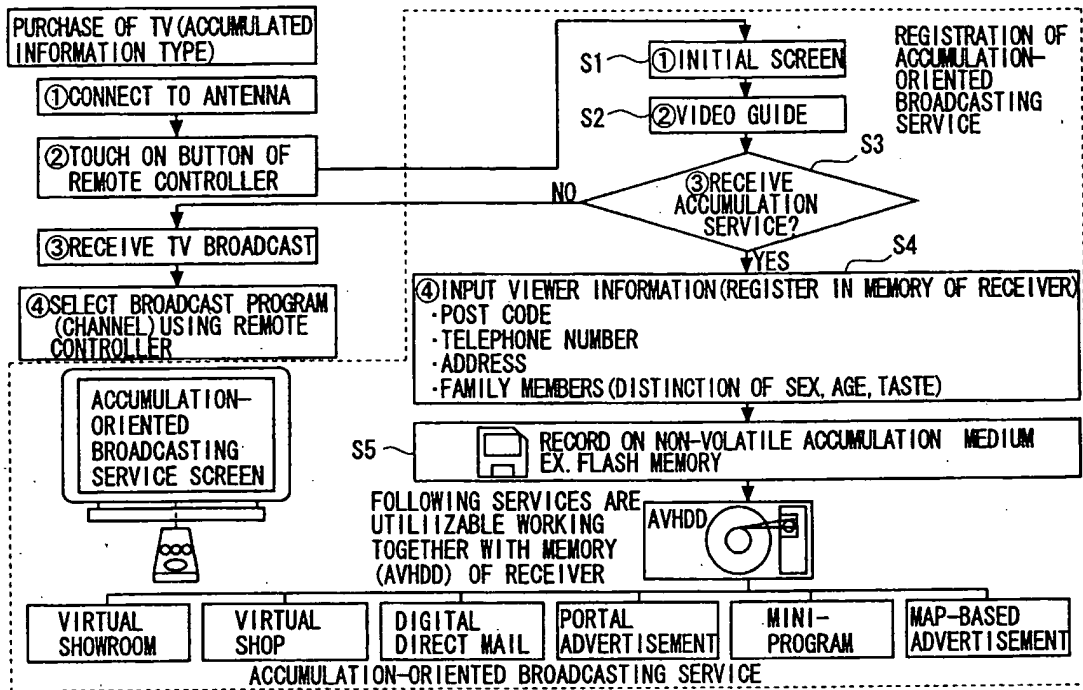 PURCHASE OF TV(ACCUMULATED
INFORMATION TYPE)
①CONNECT TO ANTENNA
②TOUCH ON BUTTON OF
REMOTE CONTROLLER
③RECEIVE TV BROADCAST
④SELECT BROADCAST PROGRAM
(CHANNEL)USING REMOTE
CONTROLLER
REGISTRATION OF
ACCUMULATION-
ORIENTED
BROADCASTING
SERVICE
S1
①INITIAL SCREEN
S2
②VIDEO GUIDE
S3
③RECEIVE
ACCUMULATION
SERVICE?
NO
YES
S4
④INPUT VIEWER INFORMATION(REGISTER IN MEMORY OF RECEIVER)
·POST CODE
·TELEPHONE NUMBER
·ADDRESS
·FAMILY MEMBERS(DISTINCTION OF SEX, AGE, TASTE)
S5
RECORD ON NON-VOLATILE ACCUMULATION MEDIUM
EX. FLASH MEMORY
ACCUMULATION-
ORIENTED
BROADCASTING
SERVICE SCREEN
FOLLOWING SERVICES ARE
UTILIIZABLE WORKING
TOGETHER WITH MEMORY
(AVHDD) OF RECEIVER
AVHDD
VIRTUAL
SHOWROOM
VIRTUAL
SHOP
DIGITAL
DIRECT MAIL
PORTAL
ADVERTISEMENT
MINI-
PROGRAM
MAP-BASED
ADVERTISEMENT
ACCUMULATION-ORIENTED BROADCASTING SERVICE